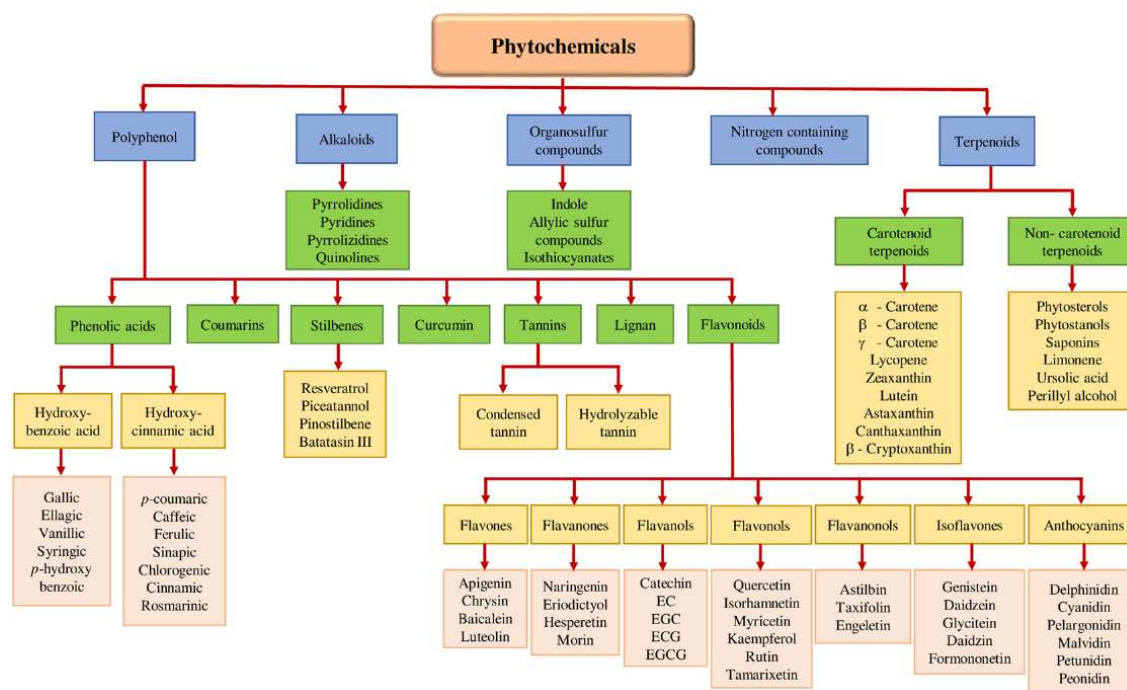 Phytochemicals
Polyphenol
Alkaloids
Organosulfur
compounds
Nitrogen containing
compounds
Terpenoids
Pyrrolidines
Pyridines
Pyrrolizidines
Quinolines
Indole
Allylic sulfur
compounds
Isothiocyanates
Carotenoid
terpenoids
Non- carotenoid
terpenoids
Phenolic acids
Coumarins
Stilbenes
Curcumin
Tannins
Lignan
Flavonoids
α - Carotene
β - Carotene
γ - Carotene
Lycopene
Zeaxanthin
Lutein
Astaxanthin
Canthaxanthin
β - Cryptoxanthin
Phytosterols
Phytostanols
Saponins
Limonene
Ursolic acid
Perillyl alcohol
Hydroxy-
benzoic acid
Hydroxy-
cinnamic acid
Resveratrol
Piceatannol
Pinostilbene
Batatasin III
Condensed
tannin
Hydrolyzable
tannin
Gallic
Ellagic
Vanillic
Syringic
p-hydroxy
benzoic
p-coumaric
Caffeic
Ferulic
Sinapic
Chlorogenic
Cinnamic
Rosmarinic
Flavones
Flavanones
Flavanols
Flavonols
Flavanonols
Isoflavones
Anthocyanins
Apigenin
Chrysin
Baicalein
Luteolin
Naringenin
Eriodictyol
Hesperetin
Morin
Catechin
EC
EGC
ECG
EGCG
Quercetin
Isorhamnetin
Myricetin
Kaempferol
Rutin
Tamarixetin
Astilbin
Taxifolin
Engeletin
Genistein
Daidzein
Glycitein
Daidzin
Formononetin
Delphinidin
Cyanidin
Pelargonidin
Malvidin
Petunidin
Peonidin